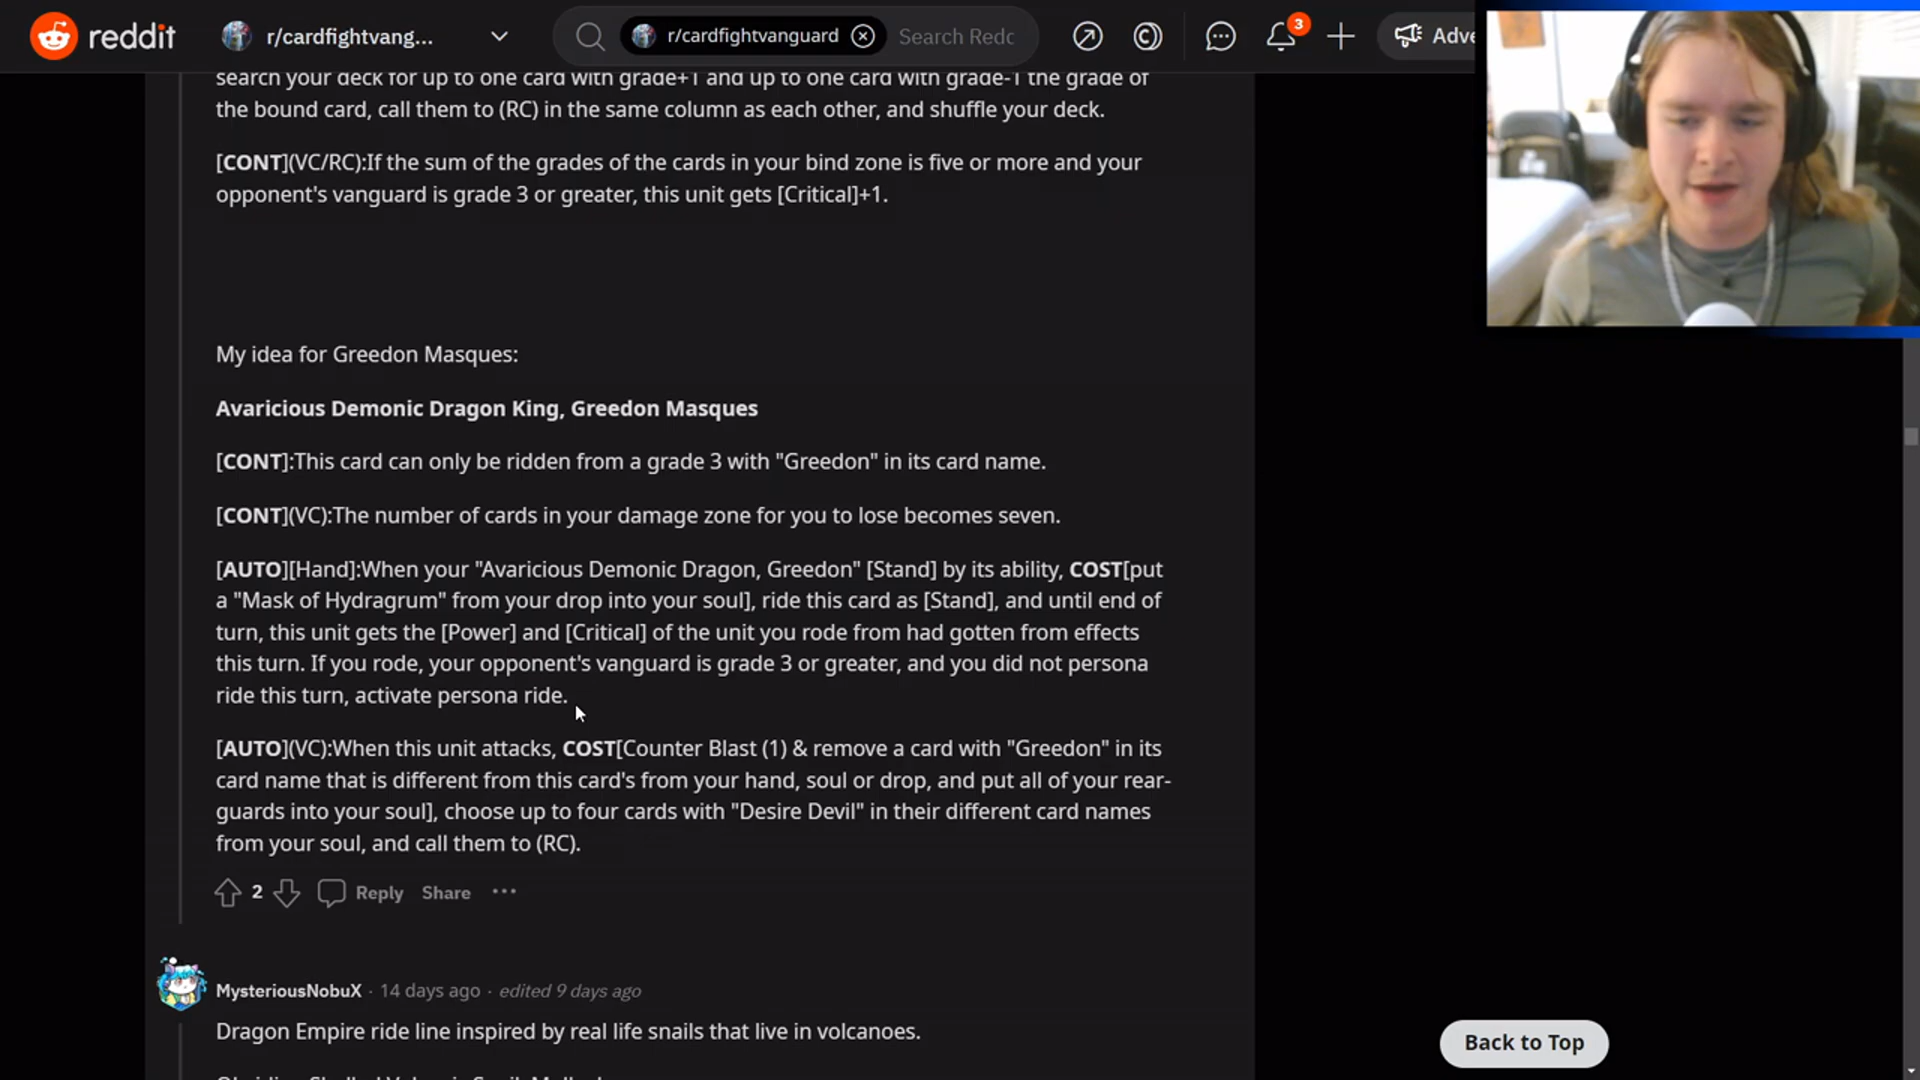 reddit
r/cardfightvang...
r/cardfightvanguard
Search Redc
3
Adve
search your deck for up to one card with grade+1 and up to one card with grade-1 the grade of
the bound card, call them to (RC) in the same column as each other, and shuffle your deck.
[CONT](VC/RC):If the sum of the grades of the cards in your bind zone is five or more and your
opponent's vanguard is grade 3 or greater, this unit gets [Critical]+1.
My idea for Greedon Masques:
Avaricious Demonic Dragon King, Greedon Masques
[CONT]:This card can only be ridden from a grade 3 with "Greedon" in its card name.
[CONT](VC):The number of cards in your damage zone for you to lose becomes seven.
[AUTO][Hand]:When your "Avaricious Demonic Dragon, Greedon" [Stand] by its ability, COST[put
a "Mask of Hydragrum" from your drop into your soul], ride this card as [Stand], and until end of
turn, this unit gets the [Power] and [Critical] of the unit you rode from had gotten from effects
this turn. If you rode, your opponent's vanguard is grade 3 or greater, and you did not persona
ride this turn, activate persona ride.
[AUTO](VC):When this unit attacks, COST[Counter Blast (1) & remove a card with "Greedon" in its
card name that is different from this card's from your hand, soul or drop, and put all of your rear-
guards into your soul], choose up to four cards with "Desire Devil" in their different card names
from your soul, and call them to (RC).
2
Reply
Share
MysteriousNobuX · 14 days ago · edited 9 days ago
Dragon Empire ride line inspired by real life snails that live in volcanoes.
Back to Top